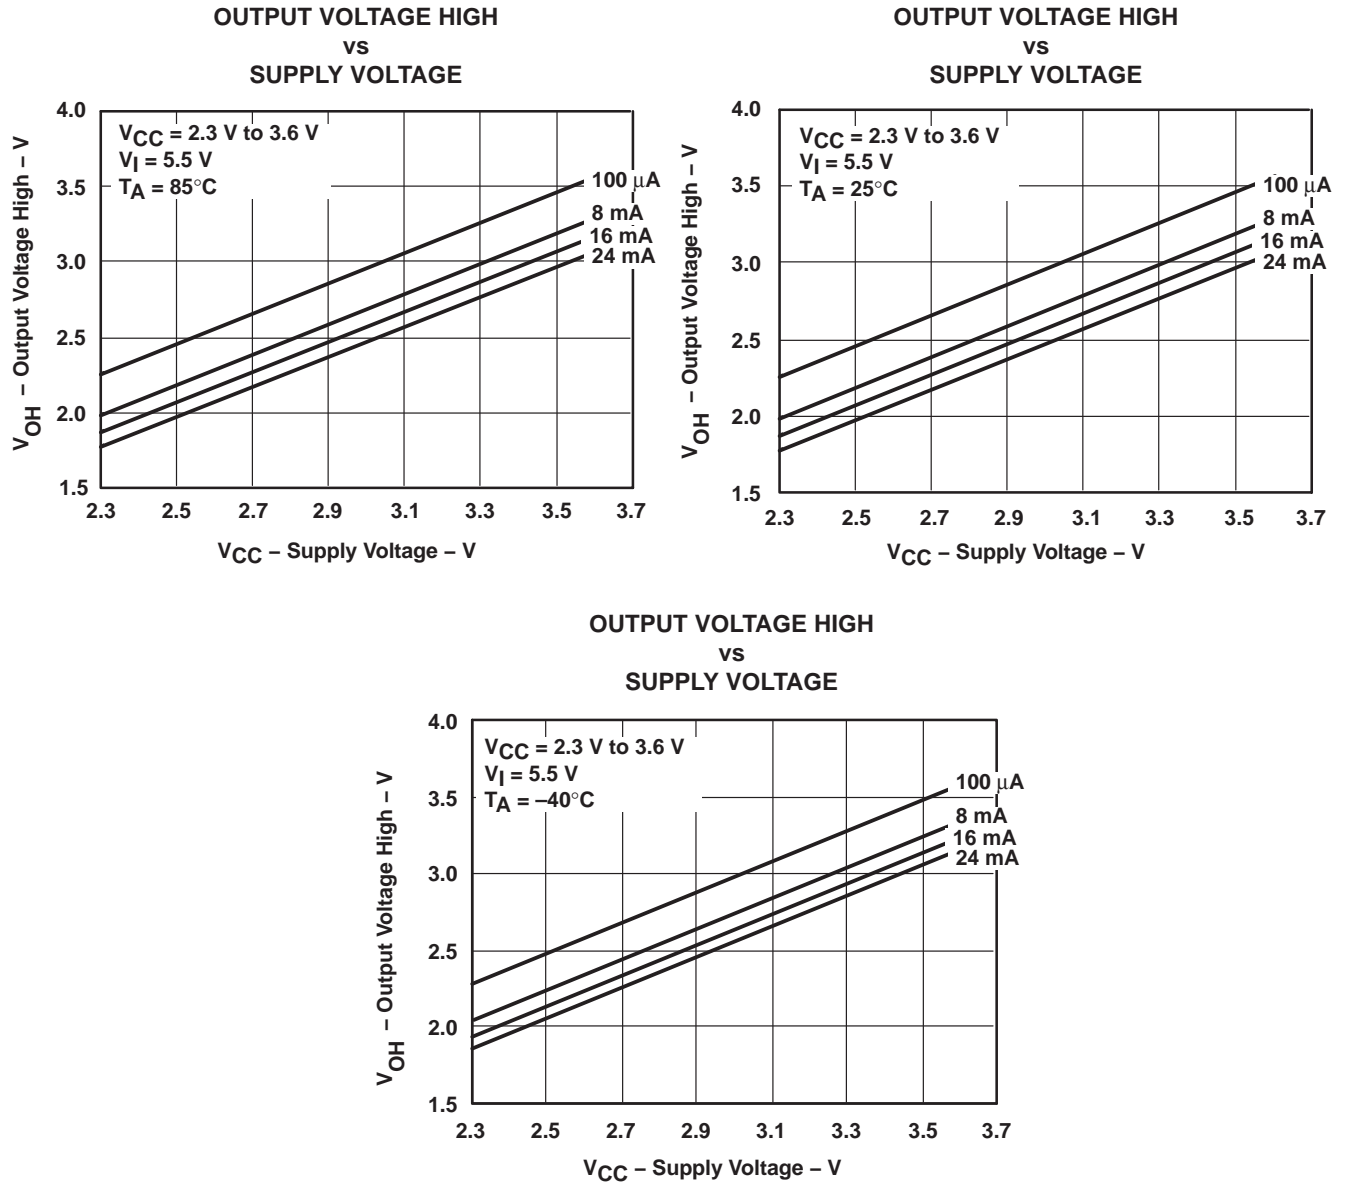 OUTPUT VOLTAGE HIGH
vs
SUPPLY VOLTAGE
VOH – Output Voltage High – V
4.0
3.5
3.0
2.5
2.0
1.5
VCC = 2.3 V to 3.6 V
VI = 5.5 V
TA = 85°C
100 μA
8 mA
16 mA
24 mA
2.3 2.5 2.7 2.9 3.1 3.3 3.5 3.7
VCC – Supply Voltage – V
OUTPUT VOLTAGE HIGH
vs
SUPPLY VOLTAGE
VOH – Output Voltage High – V
4.0
3.5
3.0
2.5
2.0
1.5
VCC = 2.3 V to 3.6 V
VI = 5.5 V
TA = 25°C
100 μA
8 mA
16 mA
24 mA
2.3 2.5 2.7 2.9 3.1 3.3 3.5 3.7
VCC – Supply Voltage – V
OUTPUT VOLTAGE HIGH
vs
SUPPLY VOLTAGE
VOH – Output Voltage High – V
4.0
3.5
3.0
2.5
2.0
1.5
VCC = 2.3 V to 3.6 V
VI = 5.5 V
TA = –40°C
100 μA
8 mA
16 mA
24 mA
2.3 2.5 2.7 2.9 3.1 3.3 3.5 3.7
VCC – Supply Voltage – V